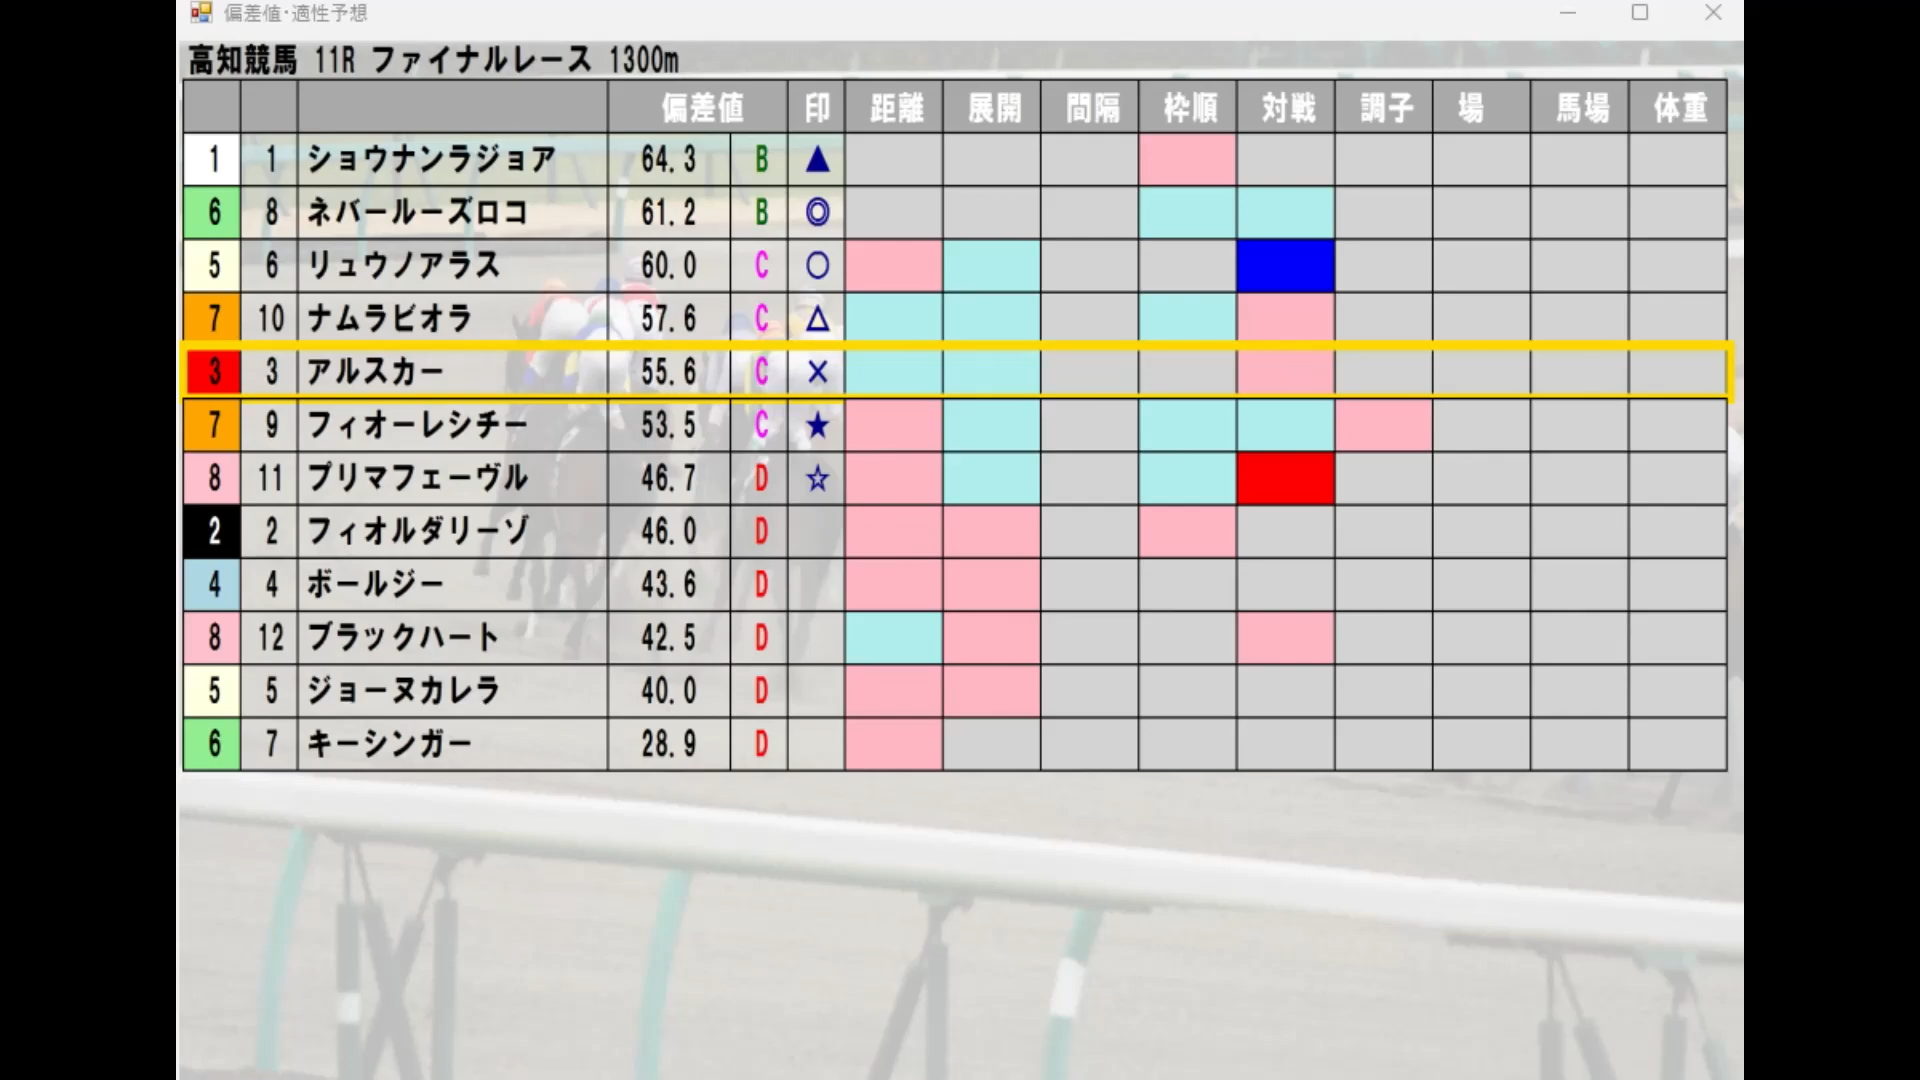 偏差値･適性予想
高知競馬 11R ファイナルレース 1300m
偏差値 印 距離 展開 間隔 枠順 対戦 調子 場 馬場 体重
1 1 ショウナンラジョア 64.3 B ▲
6 8 ネバールーズロコ 61.2 B ◎
5 6 リュウノアラス 60.0 C ○
7 10 ナムラビオラ 57.6 C △
3 3 アルスカー 55.6 C ×
7 9 フィオーレシチー 53.5 C ★
8 11 プリマフェーヴル 46.7 D ☆
2 2 フィオルダリーゾ 46.0 D
4 4 ボールジー 43.6 D
8 12 ブラックハート 42.5 D
5 5 ジョーヌカレラ 40.0 D
6 7 キーシンガー 28.9 D